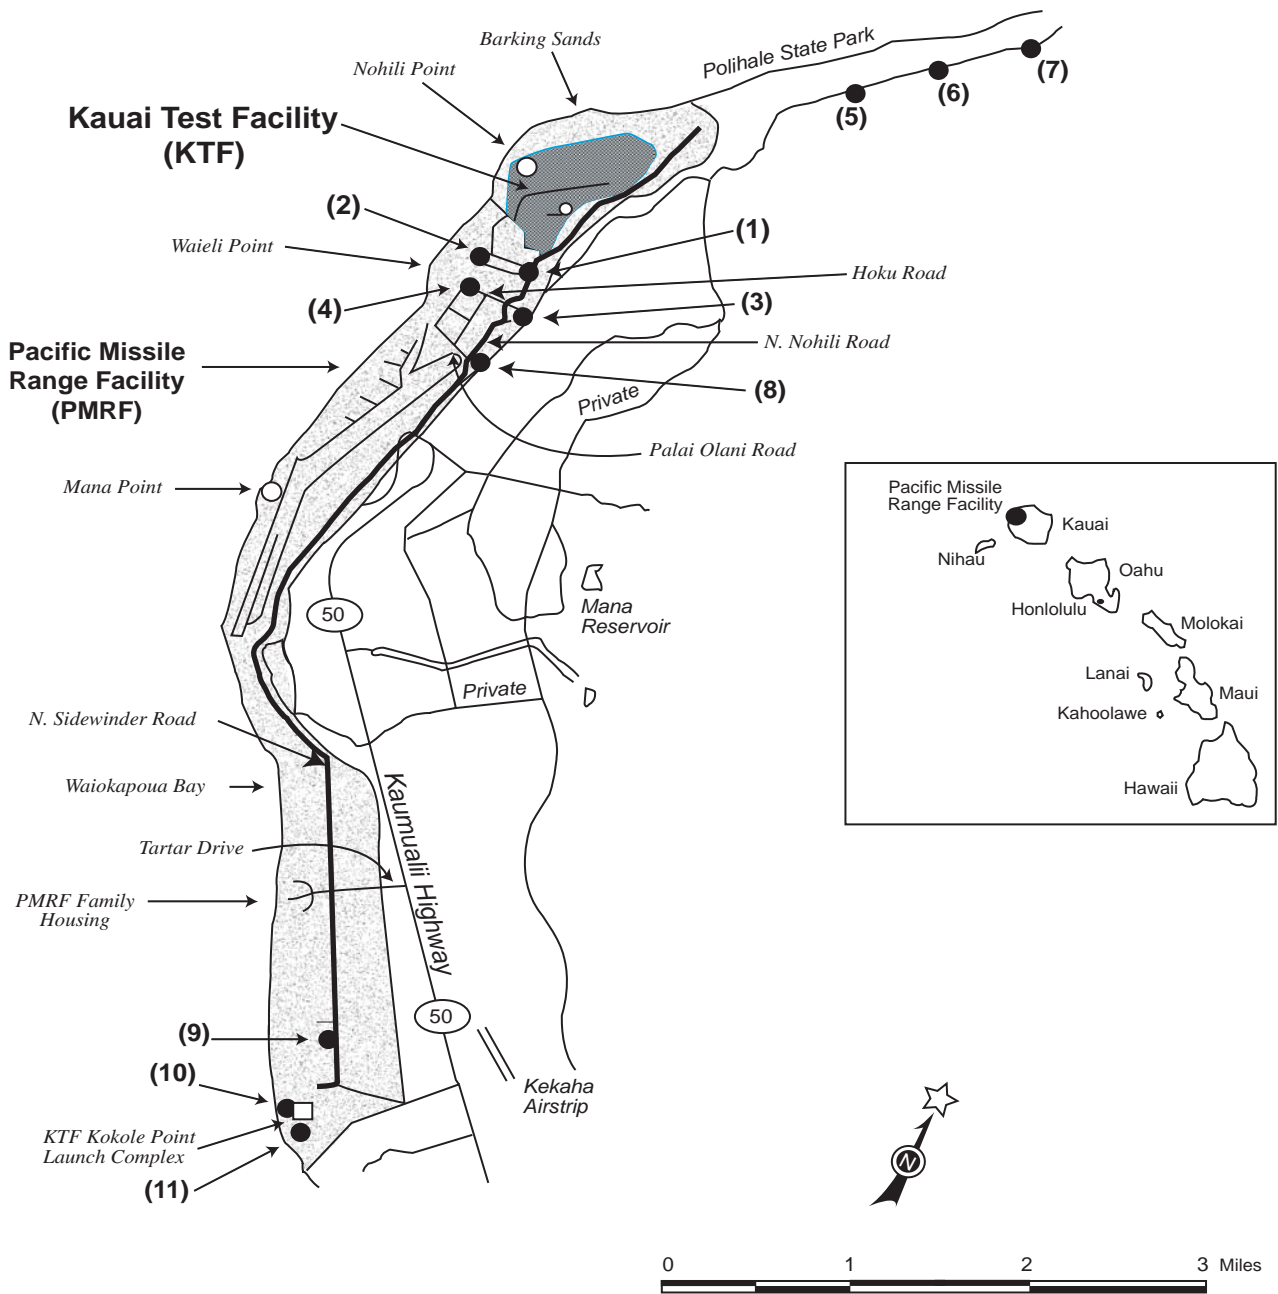 Barking Sands
Nohili Point
Polihale State Park
(7)
(6)
(5)
Kauai Test Facility
(KTF)
(2)
(1)
Waieli Point
Hoku Road
(4)
(3)
N. Nohili Road
Pacific Missile
Range Facility
(PMRF)
(8)
Private
Palai Olani Road
Mana Point
Pacific Missile
Range Facility
Kauai
Nihau
Oahu
Honlolulu
Molokai
Lanai
Maui
Kahoolawe
Hawaii
50
Mana
Reservoir
Private
N. Sidewinder Road
Waiokapoua Bay
Kaumualii Highway
Tartar Drive
PMRF Family
Housing
50
(9)
(10)
Kekaha
Airstrip
KTF Kokole Point
Launch Complex
(11)
N
0 1 2 3 Miles